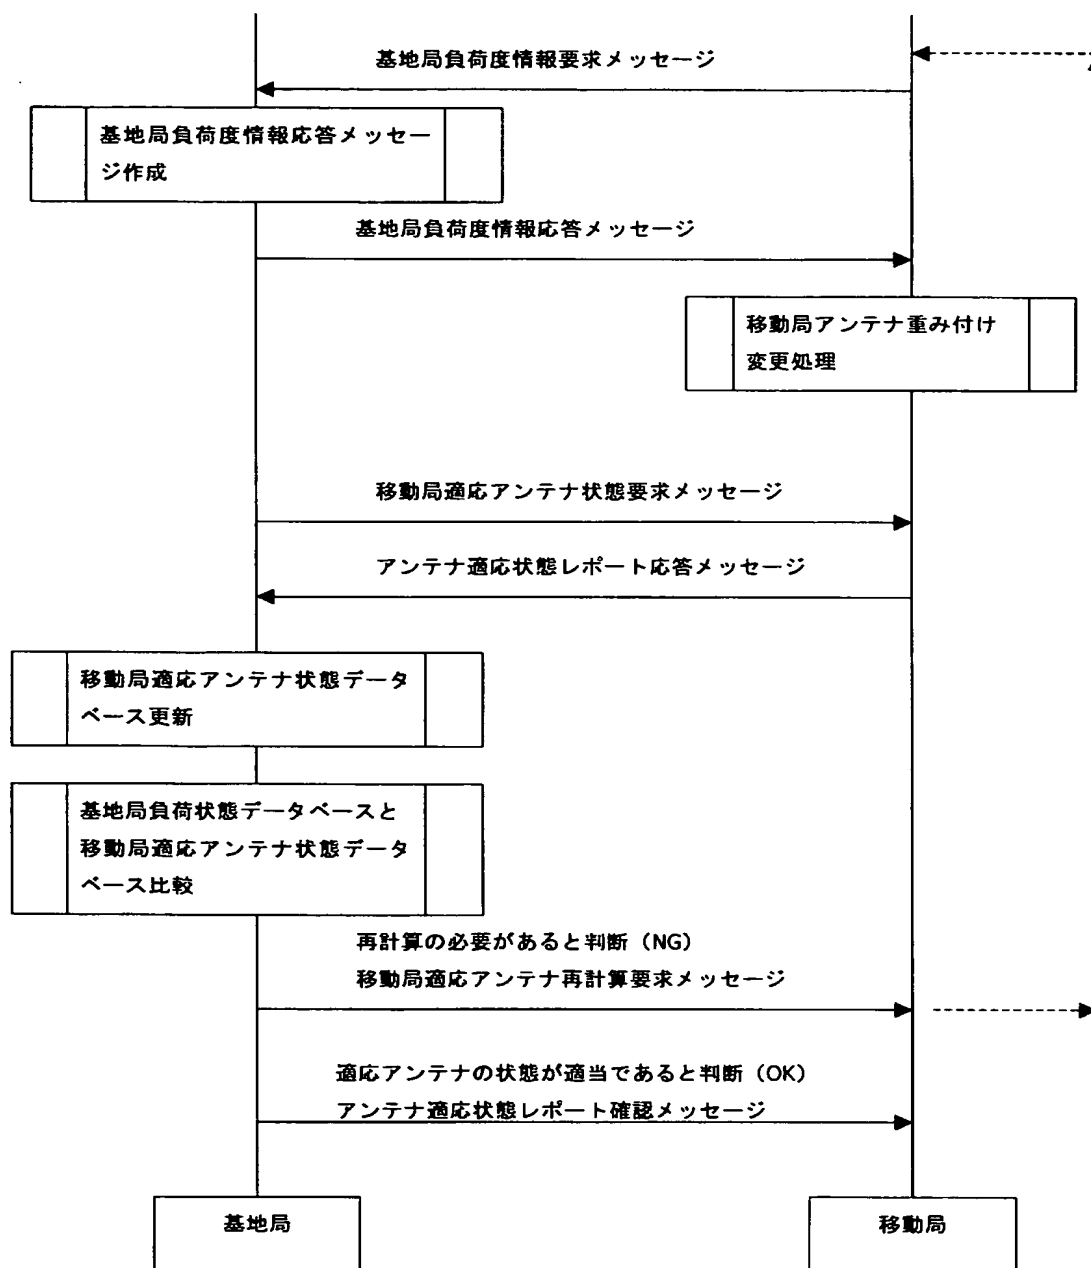 基地局負荷度情報要求メッセージ
基地局負荷度情報応答メッセー
ジ作成
基地局負荷度情報応答メッセージ
移動局アンテナ重み付け
変更処理
移動局適応アンテナ状態要求メッセージ
アンテナ適応状態レポート応答メッセージ
移動局適応アンテナ状態データ
ベース更新
基地局負荷状態データベースと
移動局適応アンテナ状態データ
ベース比較
再計算の必要があると判断（NG）
移動局適応アンテナ再計算要求メッセージ
適応アンテナの状態が適当であると判断（OK）
アンテナ適応状態レポート確認メッセージ
基地局
移動局